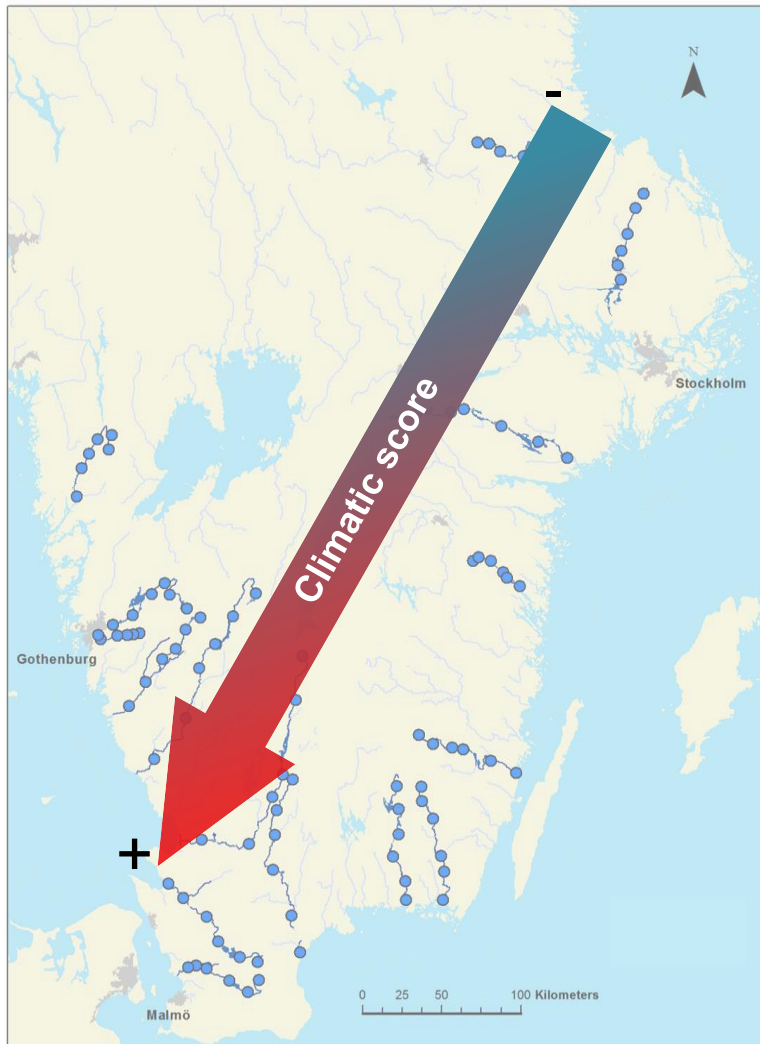 N
-
Stockholm
Climatic score
Gothenburg
+
0 25 50 100 Kilometers
Malmö